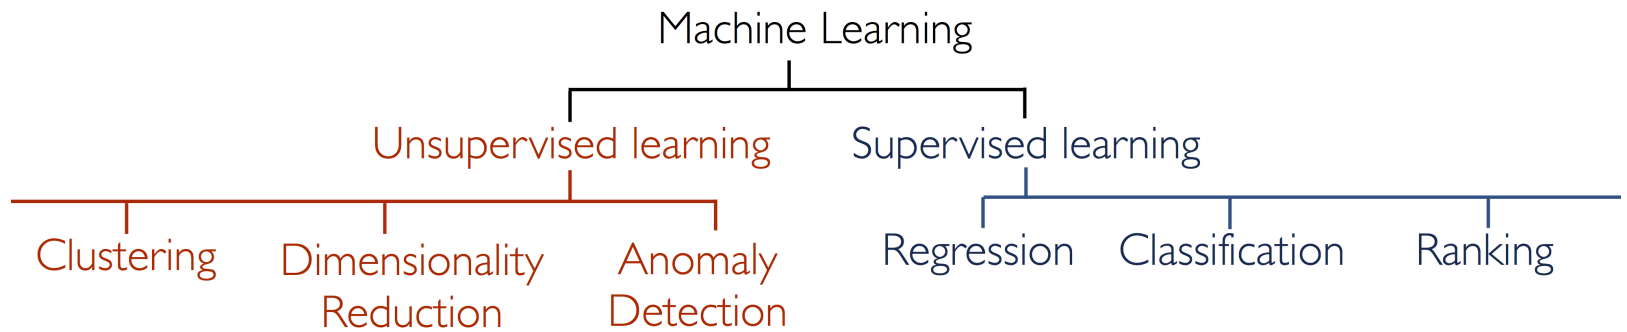 Machine Learning
Unsupervised learning
Supervised learning
Clustering
Dimensionality
Reduction
Anomaly
Detection
Regression
Classification
Ranking